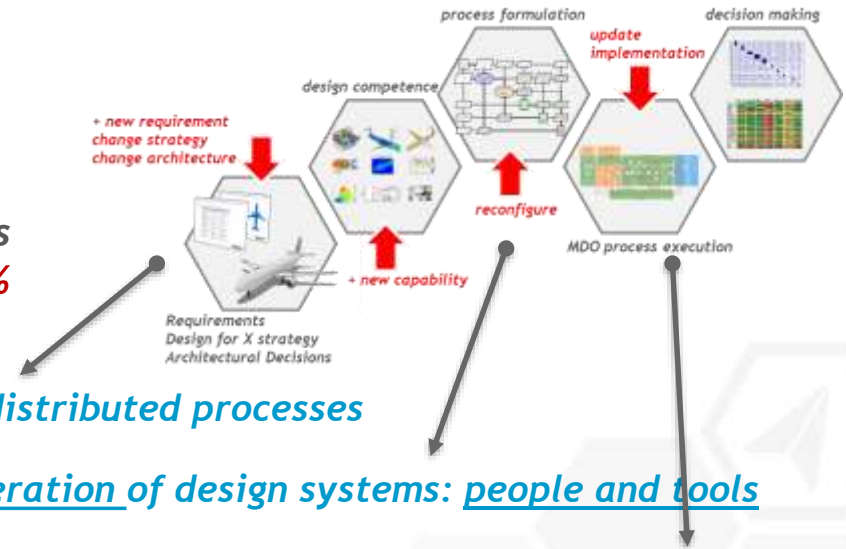 process formulation
decision making
update
implementation
design competence
+ new requirement
change strategy
change architecture
reconfigure
MDO process execution
+ new capability
s
%
Requirements
Design for X strategy
Architectural Decisions
distributed processes
eration of design systems: people and tools